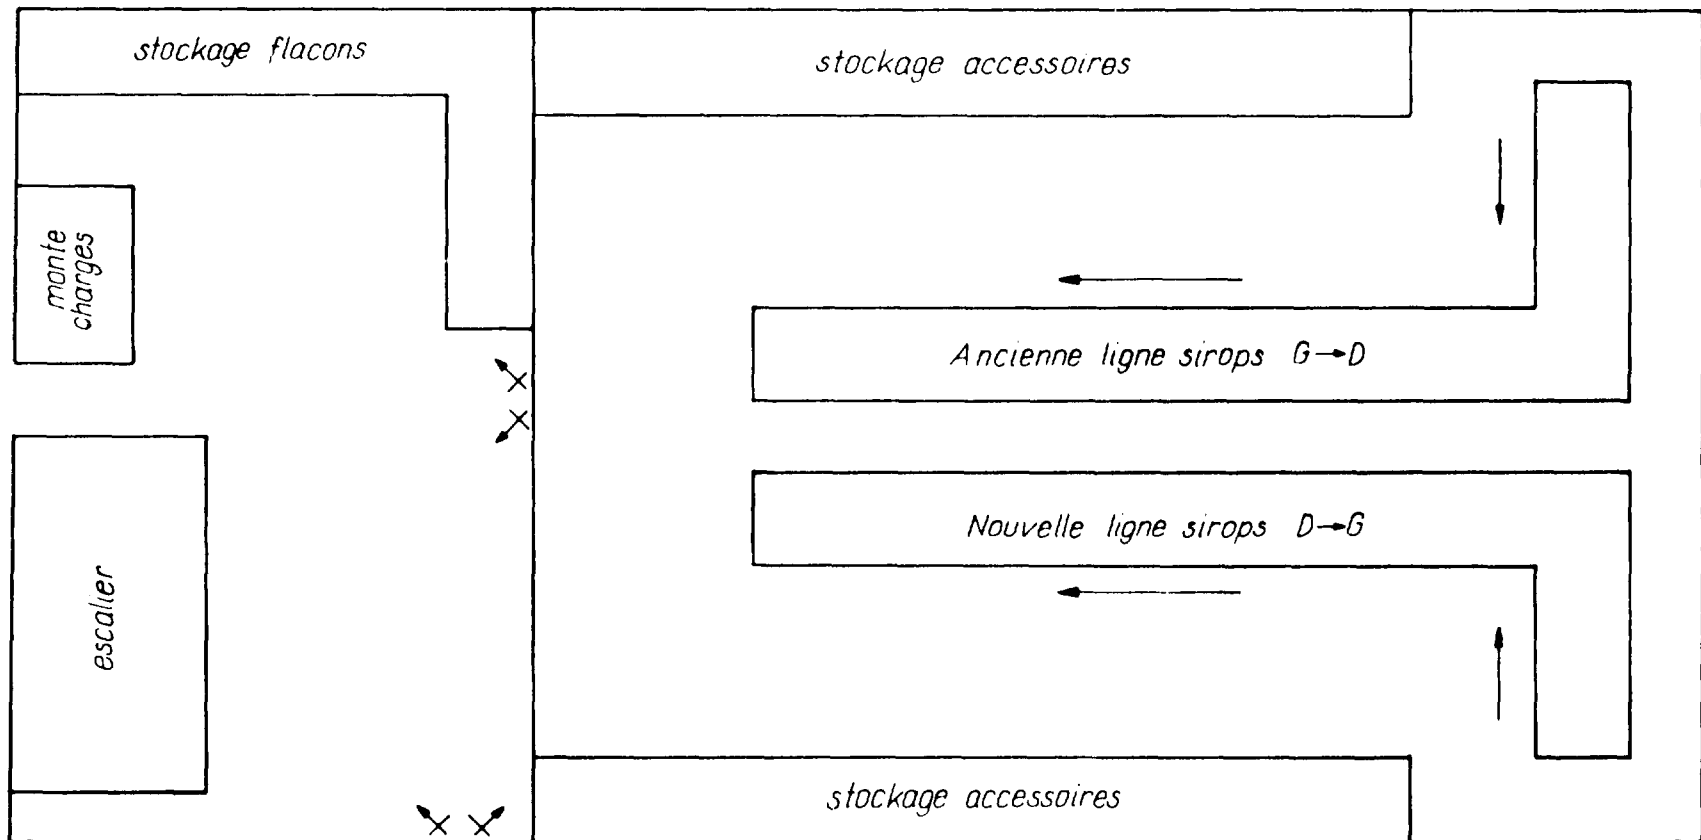 stockage flacons
stockage accessoires
monte
charges
Ancienne ligne sirops G→D
Nouvelle ligne sirops D→G
escalier
stockage accessoires